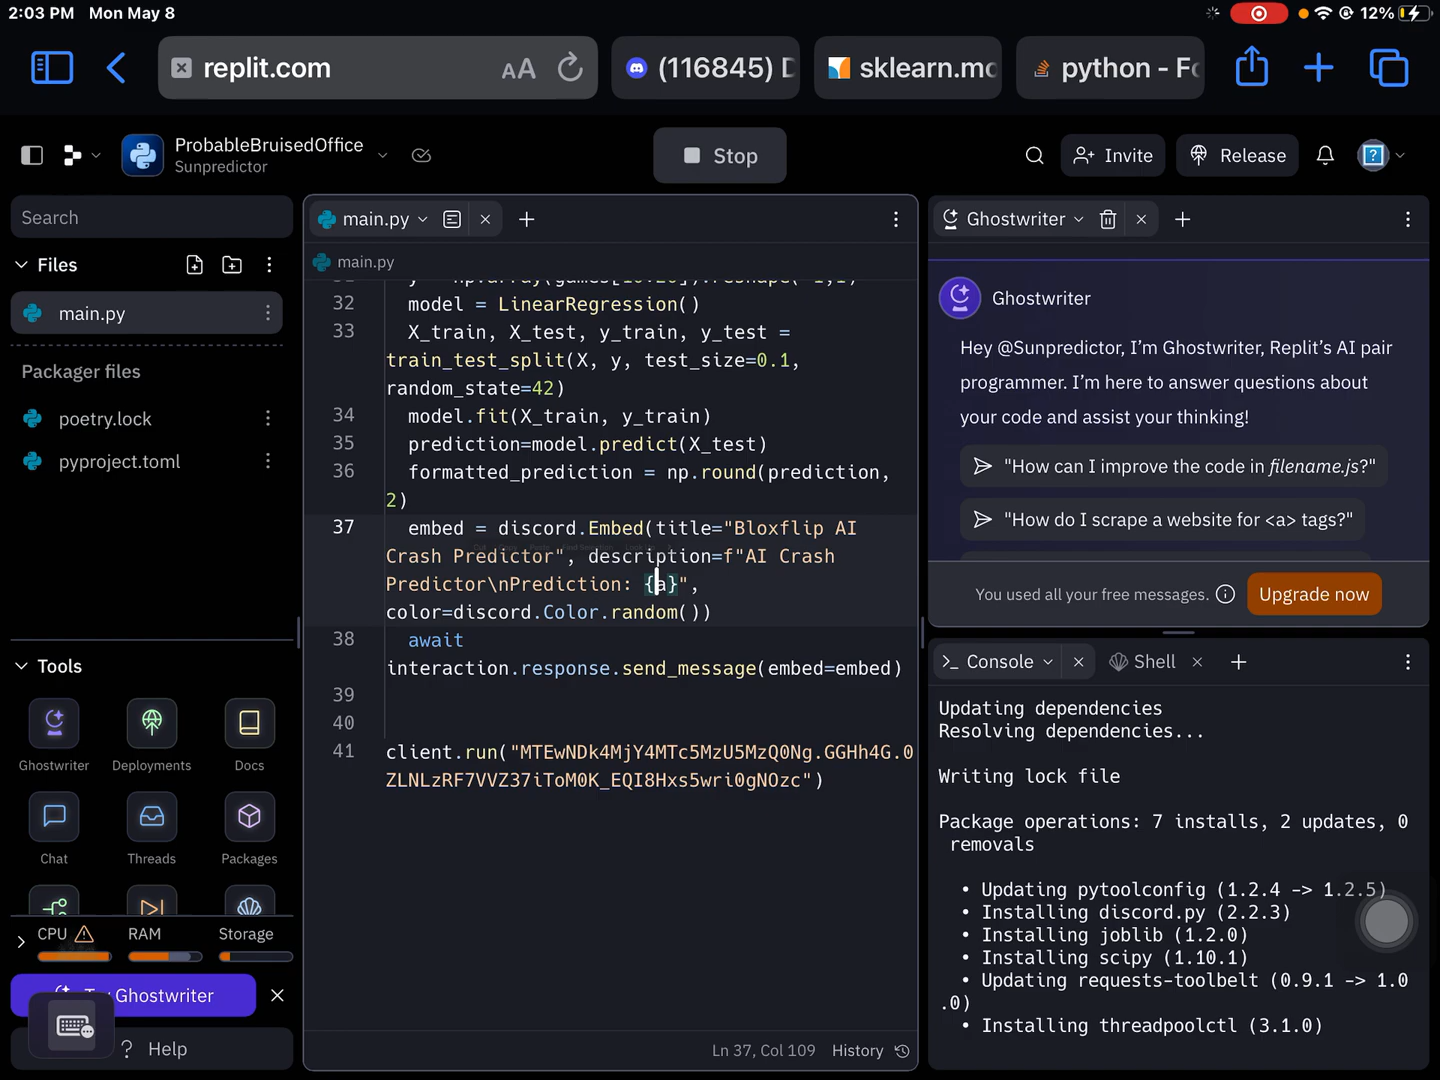 2:03 PM Mon May 8
12%
replit.com
AA
(116845) D
sklearn.mo
python - Fo
ProbableBruisedOffice
Sunpredictor
Stop
Invite
Release
Search
Files
main.py
Packager files
poetry.lock
pyproject.toml
Tools
Ghostwriter
Deployments
Docs
Chat
Threads
Packages
CPU
RAM
Storage
Ghostwriter
Help
main.py
main.py
32 model = LinearRegression()
33 X_train, X_test, y_train, y_test =
train_test_split(X, y, test_size=0.1,
random_state=42)
34 model.fit(X_train, y_train)
35 prediction=model.predict(X_test)
36 formatted_prediction = np.round(prediction,
2)
37 embed = discord.Embed(title="Bloxflip AI
Crash Predictor", description=f"AI Crash
Predictor\nPrediction: {a}",
color=discord.Color.random())
38 await
interaction.response.send_message(embed=embed)
39
40
41 client.run("MTEwNDk4MjY4MTc5MzU5MzQ0Ng.GGHh4G.0
ZLNLzRF7VVZ37iToM0K_EQI8Hxs5wri0gNOzc")
Ln 37, Col 109 History
Ghostwriter
Ghostwriter
Hey @Sunpredictor, I’m Ghostwriter, Replit’s AI pair
programmer. I’m here to answer questions about
your code and assist your thinking!
"How can I improve the code in filename.js?"
"How do I scrape a website for <a> tags?"
You used all your free messages.
Upgrade now
Console
Shell
Updating dependencies
Resolving dependencies...
Writing lock file
Package operations: 7 installs, 2 updates, 0
removals
• Updating pytoolconfig (1.2.4 -> 1.2.5)
• Installing discord.py (2.2.3)
• Installing joblib (1.2.0)
• Installing scipy (1.10.1)
• Updating requests-toolbelt (0.9.1 -> 1.0
.0)
• Installing threadpoolctl (3.1.0)